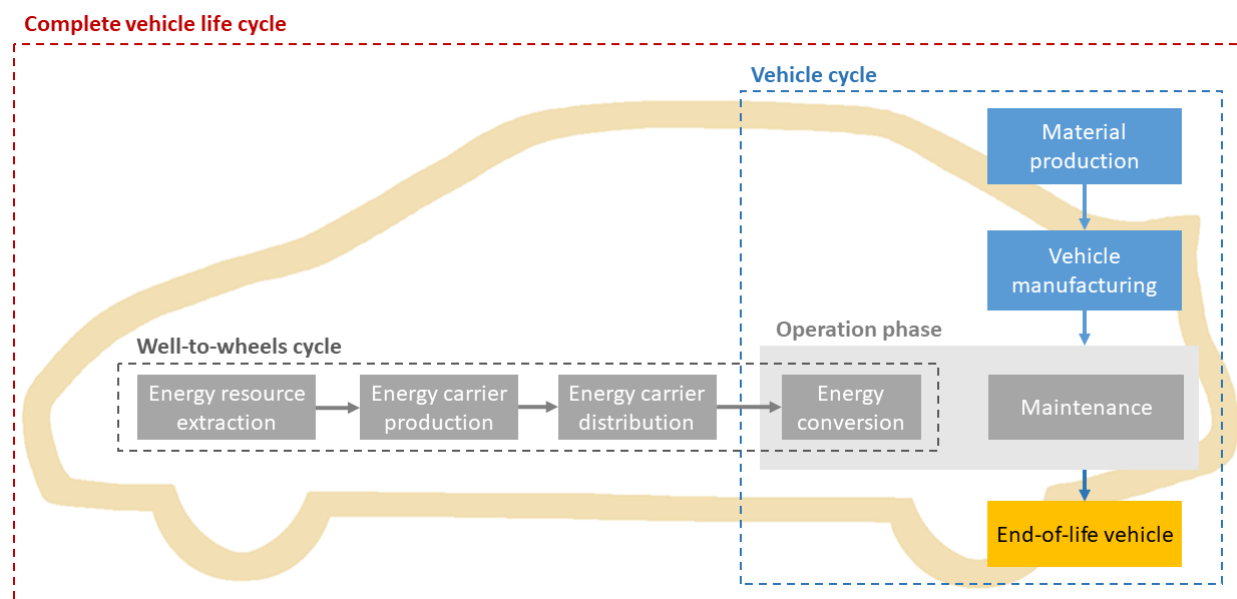 Complete vehicle life cycle
Vehicle cycle
Material
production
Vehicle
manufacturing
Operation phase
Well-to-wheels cycle
Energy resource
extraction
Energy carrier
production
Energy carrier
distribution
Energy
conversion
Maintenance
End-of-life vehicle